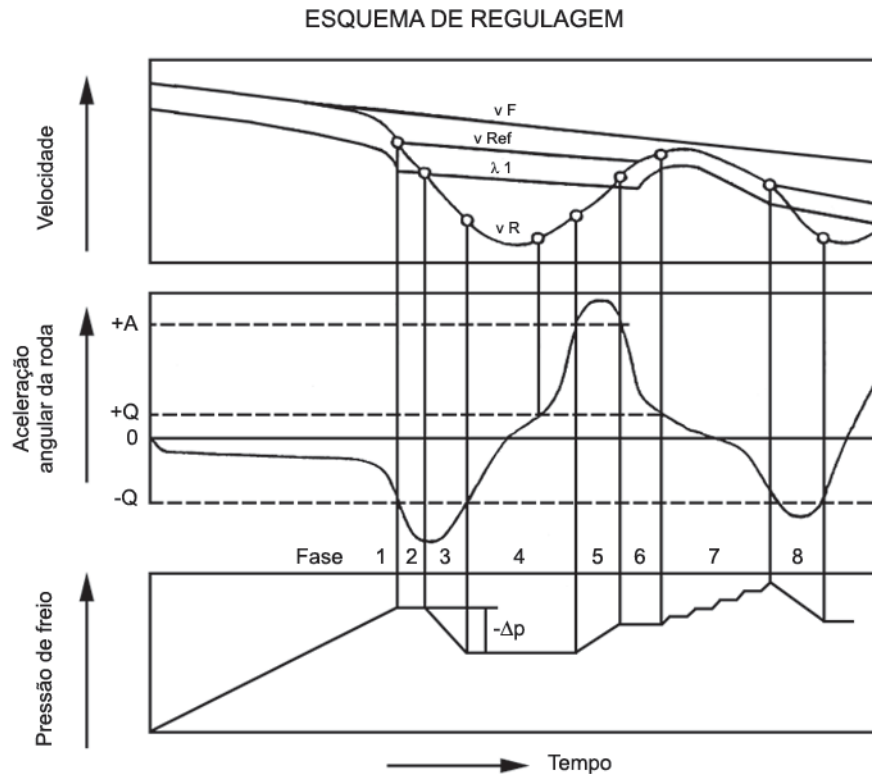 ESQUEMA DE REGULAGEM
Velocidade
v F
v Ref
λ 1
v R
Aceleração
angular da roda
+A
+Q
0
-Q
Fase 1 2 3 4 5 6 7 8
Pressão de freio
-Δp
Tempo